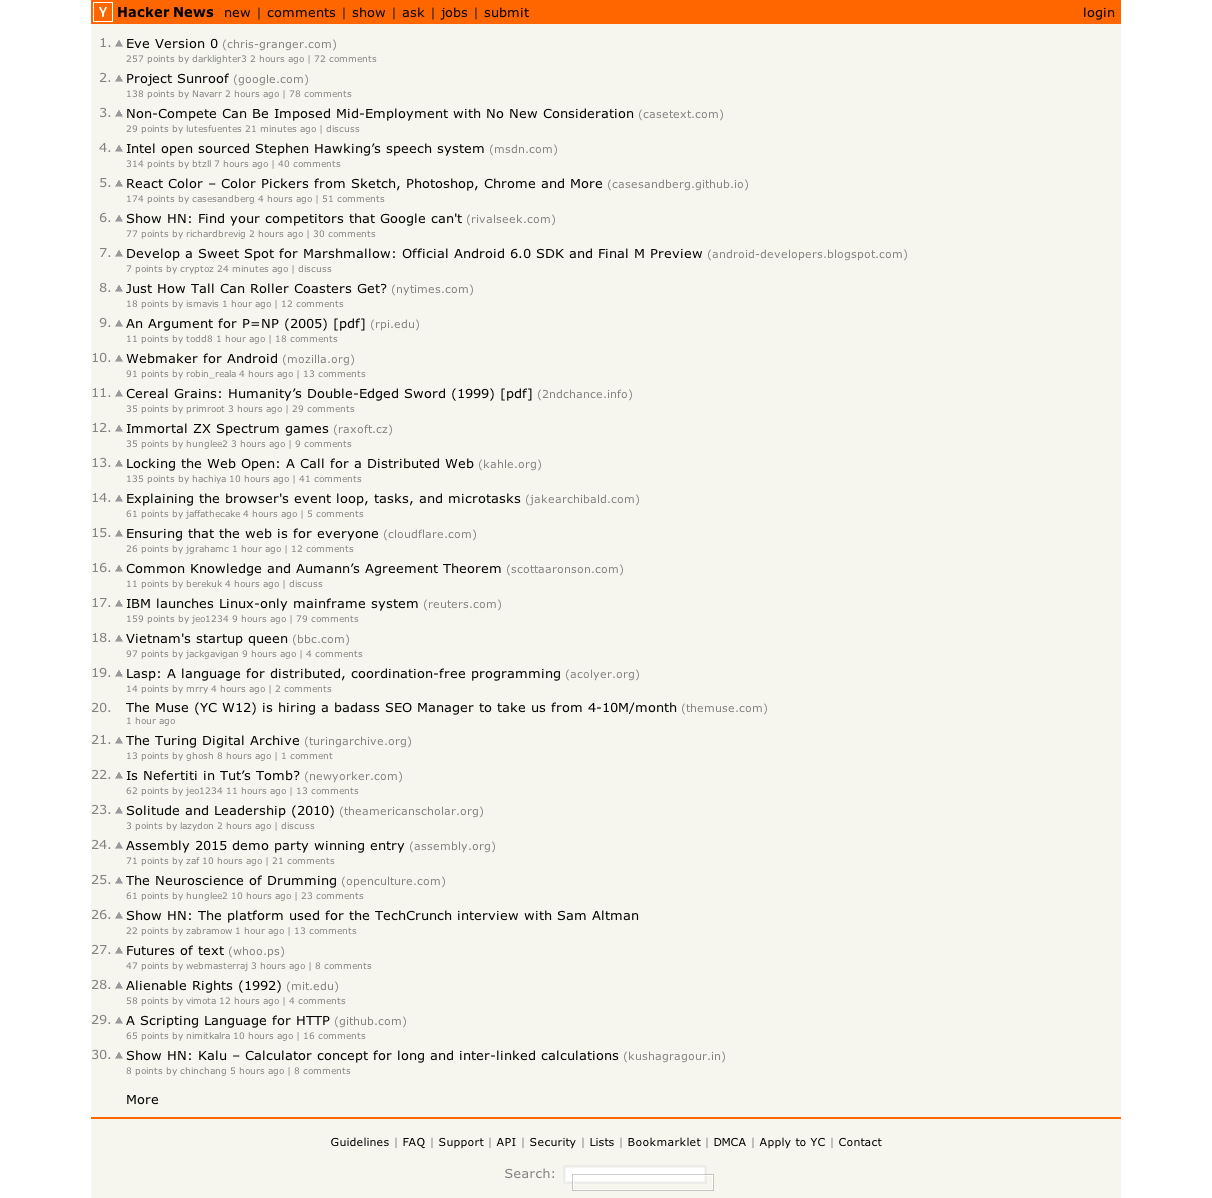 Y Hacker News new | comments | show | ask | jobs | submit login
1. Eve Version 0 (chris-granger.com)
257 points by darklighter3 2 hours ago | 72 comments
2. Project Sunroof (google.com)
138 points by Navarr 2 hours ago | 78 comments
3. Non-Compete Can Be Imposed Mid-Employment with No New Consideration (casetext.com)
29 points by lutesfuentes 21 minutes ago | discuss
4. Intel open sourced Stephen Hawking’s speech system (msdn.com)
314 points by btzll 7 hours ago | 40 comments
5. React Color – Color Pickers from Sketch, Photoshop, Chrome and More (casesandberg.github.io)
174 points by casesandberg 4 hours ago | 51 comments
6. Show HN: Find your competitors that Google can't (rivalseek.com)
77 points by richardbrevig 2 hours ago | 30 comments
7. Develop a Sweet Spot for Marshmallow: Official Android 6.0 SDK and Final M Preview (android-developers.blogspot.com)
7 points by cryptoz 24 minutes ago | discuss
8. Just How Tall Can Roller Coasters Get? (nytimes.com)
18 points by ismavis 1 hour ago | 12 comments
9. An Argument for P=NP (2005) [pdf] (rpi.edu)
11 points by todd8 1 hour ago | 18 comments
10. Webmaker for Android (mozilla.org)
91 points by robin_reala 4 hours ago | 13 comments
11. Cereal Grains: Humanity’s Double-Edged Sword (1999) [pdf] (2ndchance.info)
35 points by primroot 3 hours ago | 29 comments
12. Immortal ZX Spectrum games (raxoft.cz)
35 points by hunglee2 3 hours ago | 9 comments
13. Locking the Web Open: A Call for a Distributed Web (kahle.org)
135 points by hachiya 10 hours ago | 41 comments
14. Explaining the browser's event loop, tasks, and microtasks (jakearchibald.com)
61 points by jaffathecake 4 hours ago | 5 comments
15. Ensuring that the web is for everyone (cloudflare.com)
26 points by jgrahamc 1 hour ago | 12 comments
16. Common Knowledge and Aumann’s Agreement Theorem (scottaaronson.com)
11 points by berekuk 4 hours ago | discuss
17. IBM launches Linux-only mainframe system (reuters.com)
159 points by jeo1234 9 hours ago | 79 comments
18. Vietnam's startup queen (bbc.com)
97 points by jackgavigan 9 hours ago | 4 comments
19. Lasp: A language for distributed, coordination-free programming (acolyer.org)
14 points by mrry 4 hours ago | 2 comments
20. The Muse (YC W12) is hiring a badass SEO Manager to take us from 4-10M/month (themuse.com)
1 hour ago
21. The Turing Digital Archive (turingarchive.org)
13 points by ghosh 8 hours ago | 1 comment
22. Is Nefertiti in Tut’s Tomb? (newyorker.com)
62 points by jeo1234 11 hours ago | 13 comments
23. Solitude and Leadership (2010) (theamericanscholar.org)
3 points by lazydon 2 hours ago | discuss
24. Assembly 2015 demo party winning entry (assembly.org)
71 points by zaf 10 hours ago | 21 comments
25. The Neuroscience of Drumming (openculture.com)
61 points by hunglee2 10 hours ago | 23 comments
26. Show HN: The platform used for the TechCrunch interview with Sam Altman
22 points by zabramow 1 hour ago | 13 comments
27. Futures of text (whoo.ps)
47 points by webmasterraj 3 hours ago | 8 comments
28. Alienable Rights (1992) (mit.edu)
58 points by vimota 12 hours ago | 4 comments
29. A Scripting Language for HTTP (github.com)
65 points by nimitkalra 10 hours ago | 16 comments
30. Show HN: Kalu – Calculator concept for long and inter-linked calculations (kushagragour.in)
8 points by chinchang 5 hours ago | 8 comments
More
Guidelines | FAQ | Support | API | Security | Lists | Bookmarklet | DMCA | Apply to YC | Contact
Search: